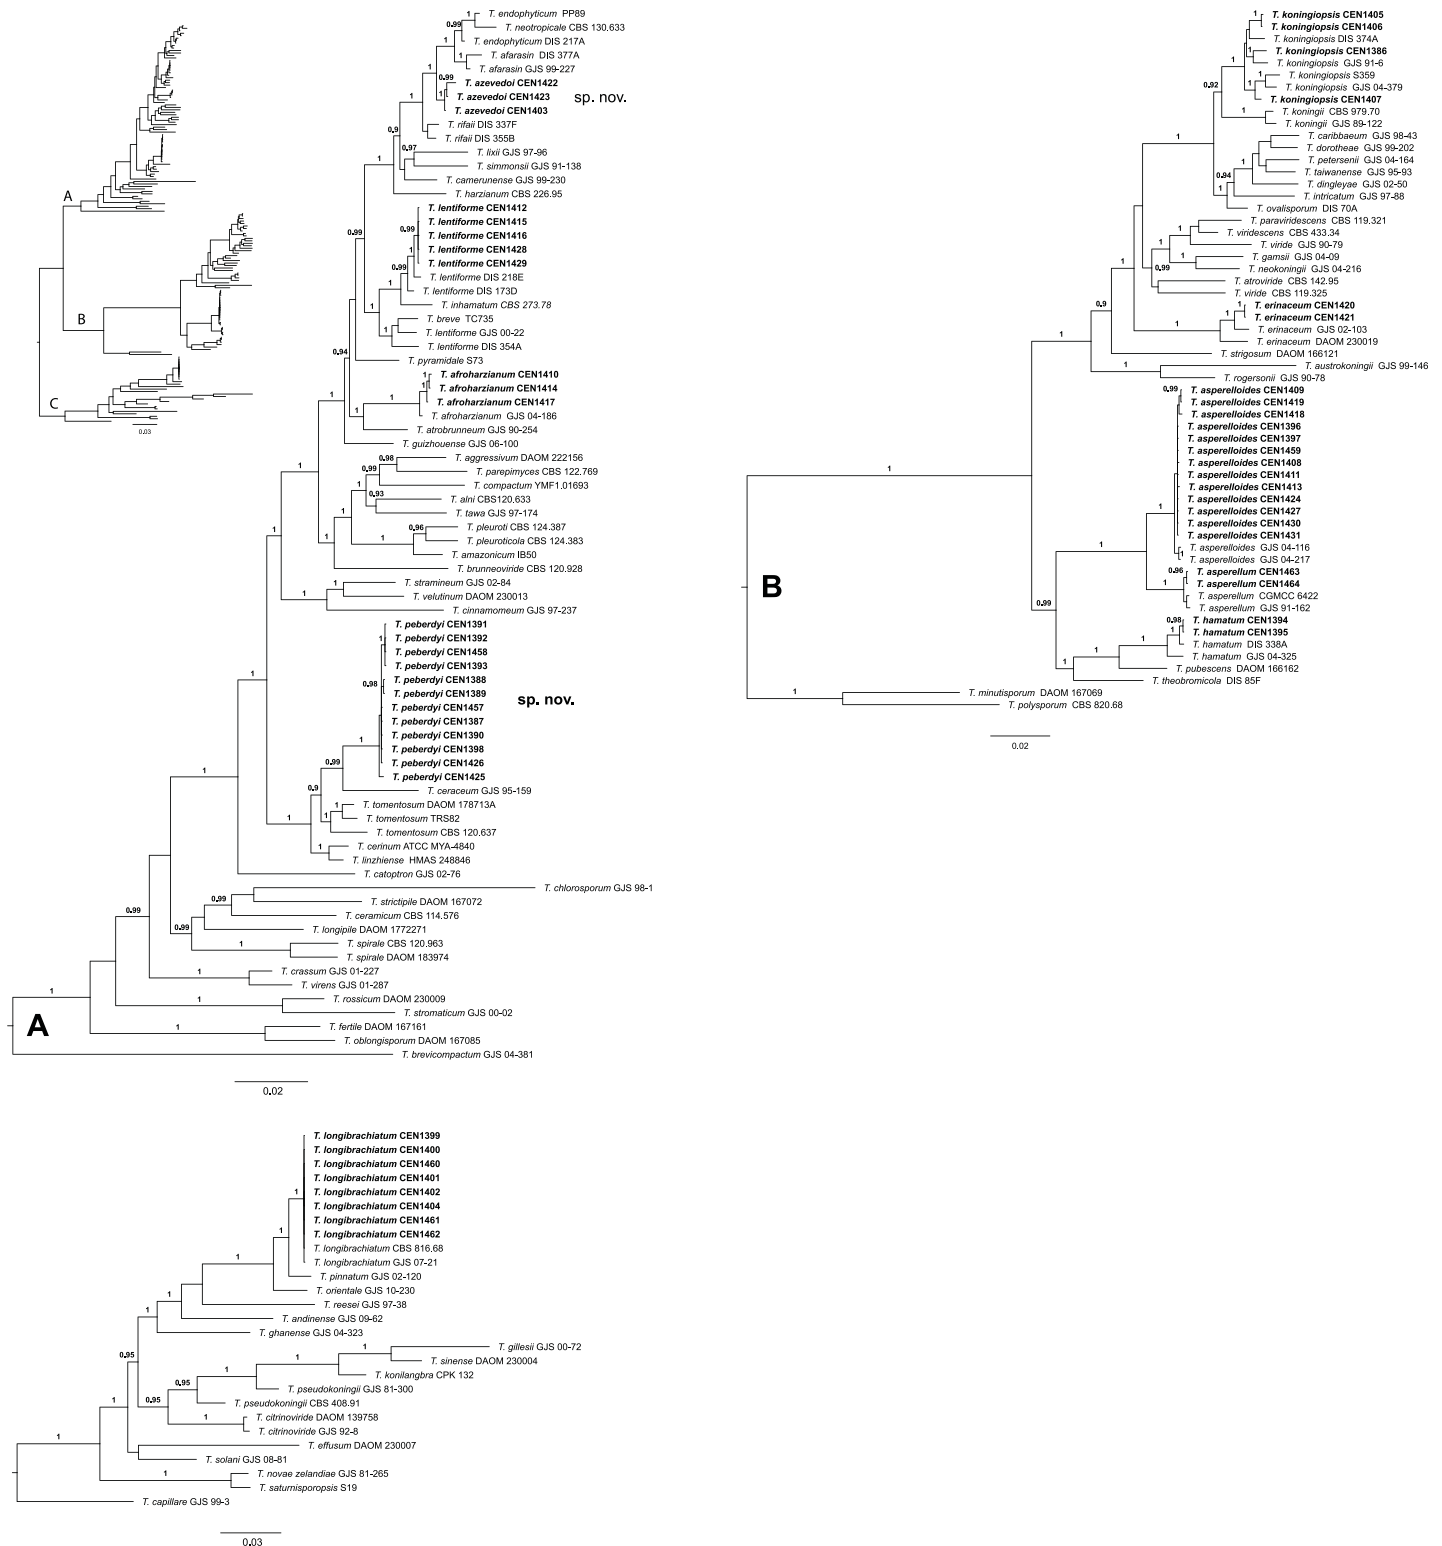 A
B
C
0.03
T. endophyticum PP89
T. neotropicale CBS 130.633
T. endophyticum DIS 217A
T. afarasin DIS 377A
T. afarasin GJS 99-227
T. azevedoi CEN1422
T. azevedoi CEN1423
sp. nov.
T. azevedoi CEN1403
T. rifaii DIS 337F
T. rifaii DIS 355B
T. lixii GJS 97-96
T. simmonsii GJS 91-138
T. camerunense GJS 99-230
T. harzianum CBS 226.95
T. lentiforme CEN1412
T. lentiforme CEN1415
T. lentiforme CEN1416
T. lentiforme CEN1428
T. lentiforme CEN1429
T. lentiforme DIS 218E
T. lentiforme DIS 173D
T. inhamatum CBS 273.78
T. breve TC735
T. lentiforme GJS 00-22
T. lentiforme DIS 354A
T. pyramidale S73
T. afroharzianum CEN1410
T. afroharzianum CEN1414
T. afroharzianum CEN1417
T. afroharzianum GJS 04-186
T. atrobrunneum GJS 90-254
T. guizhouense GJS 06-100
T. aggressivum DAOM 222156
T. parepimyces CBS 122.769
T. compactum YMF1.01693
T. alni CBS120.633
T. tawa GJS 97-174
T. pleuroti CBS 124.387
T. pleuroticola CBS 124.383
T. amazonicum IB50
T. brunneoviride CBS 120.928
T. stramineum GJS 02-84
T. velutinum DAOM 230013
T. cinnamomeum GJS 97-237
T. peberdyi CEN1391
T. peberdyi CEN1392
T. peberdyi CEN1458
T. peberdyi CEN1393
T. peberdyi CEN1388
T. peberdyi CEN1389
sp. nov.
T. peberdyi CEN1457
T. peberdyi CEN1387
T. peberdyi CEN1390
T. peberdyi CEN1398
T. peberdyi CEN1426
T. peberdyi CEN1425
T. ceraceum GJS 95-159
T. tomentosum DAOM 178713A
T. tomentosum TRS82
T. tomentosum CBS 120.637
T. cerinum ATCC MYA-4840
T. linzhiense HMAS 248846
T. catoptron GJS 02-76
T. chlorosporum GJS 98-1
T. strictipile DAOM 167072
T. ceramicum CBS 114.576
T. longipile DAOM 1772271
T. spirale CBS 120.963
T. spirale DAOM 183974
T. crassum GJS 01-227
T. virens GJS 01-287
T. rossicum DAOM 230009
T. stromaticum GJS 00-02
T. fertile DAOM 167161
T. oblongisporum DAOM 167085
T. brevicompactum GJS 04-381
A
0.02
T. koningiopsis CEN1405
T. koningiopsis CEN1406
T. koningiopsis DIS 374A
T. koningiopsis CEN1386
T. koningiopsis GJS 91-6
T. koningiopsis S359
T. koningiopsis GJS 04-379
T. koningiopsis CEN1407
T. koningii CBS 979.70
T. koningii GJS 89-122
T. caribbaeum GJS 98-43
T. dorotheae GJS 99-202
T. petersenii GJS 04-164
T. taiwanense GJS 95-93
T. dingleyae GJS 02-50
T. intricatum GJS 97-88
T. ovalisporum DIS 70A
T. paraviridescens CBS 119.321
T. viridescens CBS 433.34
T. viride GJS 90-79
T. gamsii GJS 04-09
T. neokoningii GJS 04-216
T. atroviride CBS 142.95
T. viride CBS 119.325
T. erinaceum CEN1420
T. erinaceum CEN1421
T. erinaceum GJS 02-103
T. erinaceum DAOM 230019
T. strigosum DAOM 166121
T. austrokoningii GJS 99-146
T. rogersonii GJS 90-78
T. asperelloides CEN1409
T. asperelloides CEN1419
T. asperelloides CEN1418
T. asperelloides CEN1396
T. asperelloides CEN1397
T. asperelloides CEN1459
T. asperelloides CEN1408
T. asperelloides CEN1411
T. asperelloides CEN1413
T. asperelloides CEN1424
T. asperelloides CEN1427
T. asperelloides CEN1430
T. asperelloides CEN1431
T. asperelloides GJS 04-116
T. asperelloides GJS 04-217
T. asperellum CEN1463
T. asperellum CEN1464
T. asperellum CGMCC 6422
T. asperellum GJS 91-162
T. hamatum CEN1394
T. hamatum CEN1395
T. hamatum DIS 338A
T. hamatum GJS 04-325
T. pubescens DAOM 166162
T. theobromicola DIS 85F
T. minutisporum DAOM 167069
T. polysporum CBS 820.68
B
0.02
T. longibrachiatum CEN1399
T. longibrachiatum CEN1400
T. longibrachiatum CEN1460
T. longibrachiatum CEN1401
T. longibrachiatum CEN1402
T. longibrachiatum CEN1404
T. longibrachiatum CEN1461
T. longibrachiatum CEN1462
T. longibrachiatum CBS 816.68
T. longibrachiatum GJS 07-21
T. pinnatum GJS 02-120
T. orientale GJS 10-230
T. reesei GJS 97-38
T. andinense GJS 09-62
T. ghanense GJS 04-323
T. gillesii GJS 00-72
T. sinense DAOM 230004
T. konilangbra CPK 132
T. pseudokoningii GJS 81-300
T. pseudokoningii CBS 408.91
T. citrinoviride DAOM 139758
T. citrinoviride GJS 92-8
T. effusum DAOM 230007
T. solani GJS 08-81
T. novae zelandiae GJS 81-265
T. saturnisporopsis S19
T. capillare GJS 99-3
0.03